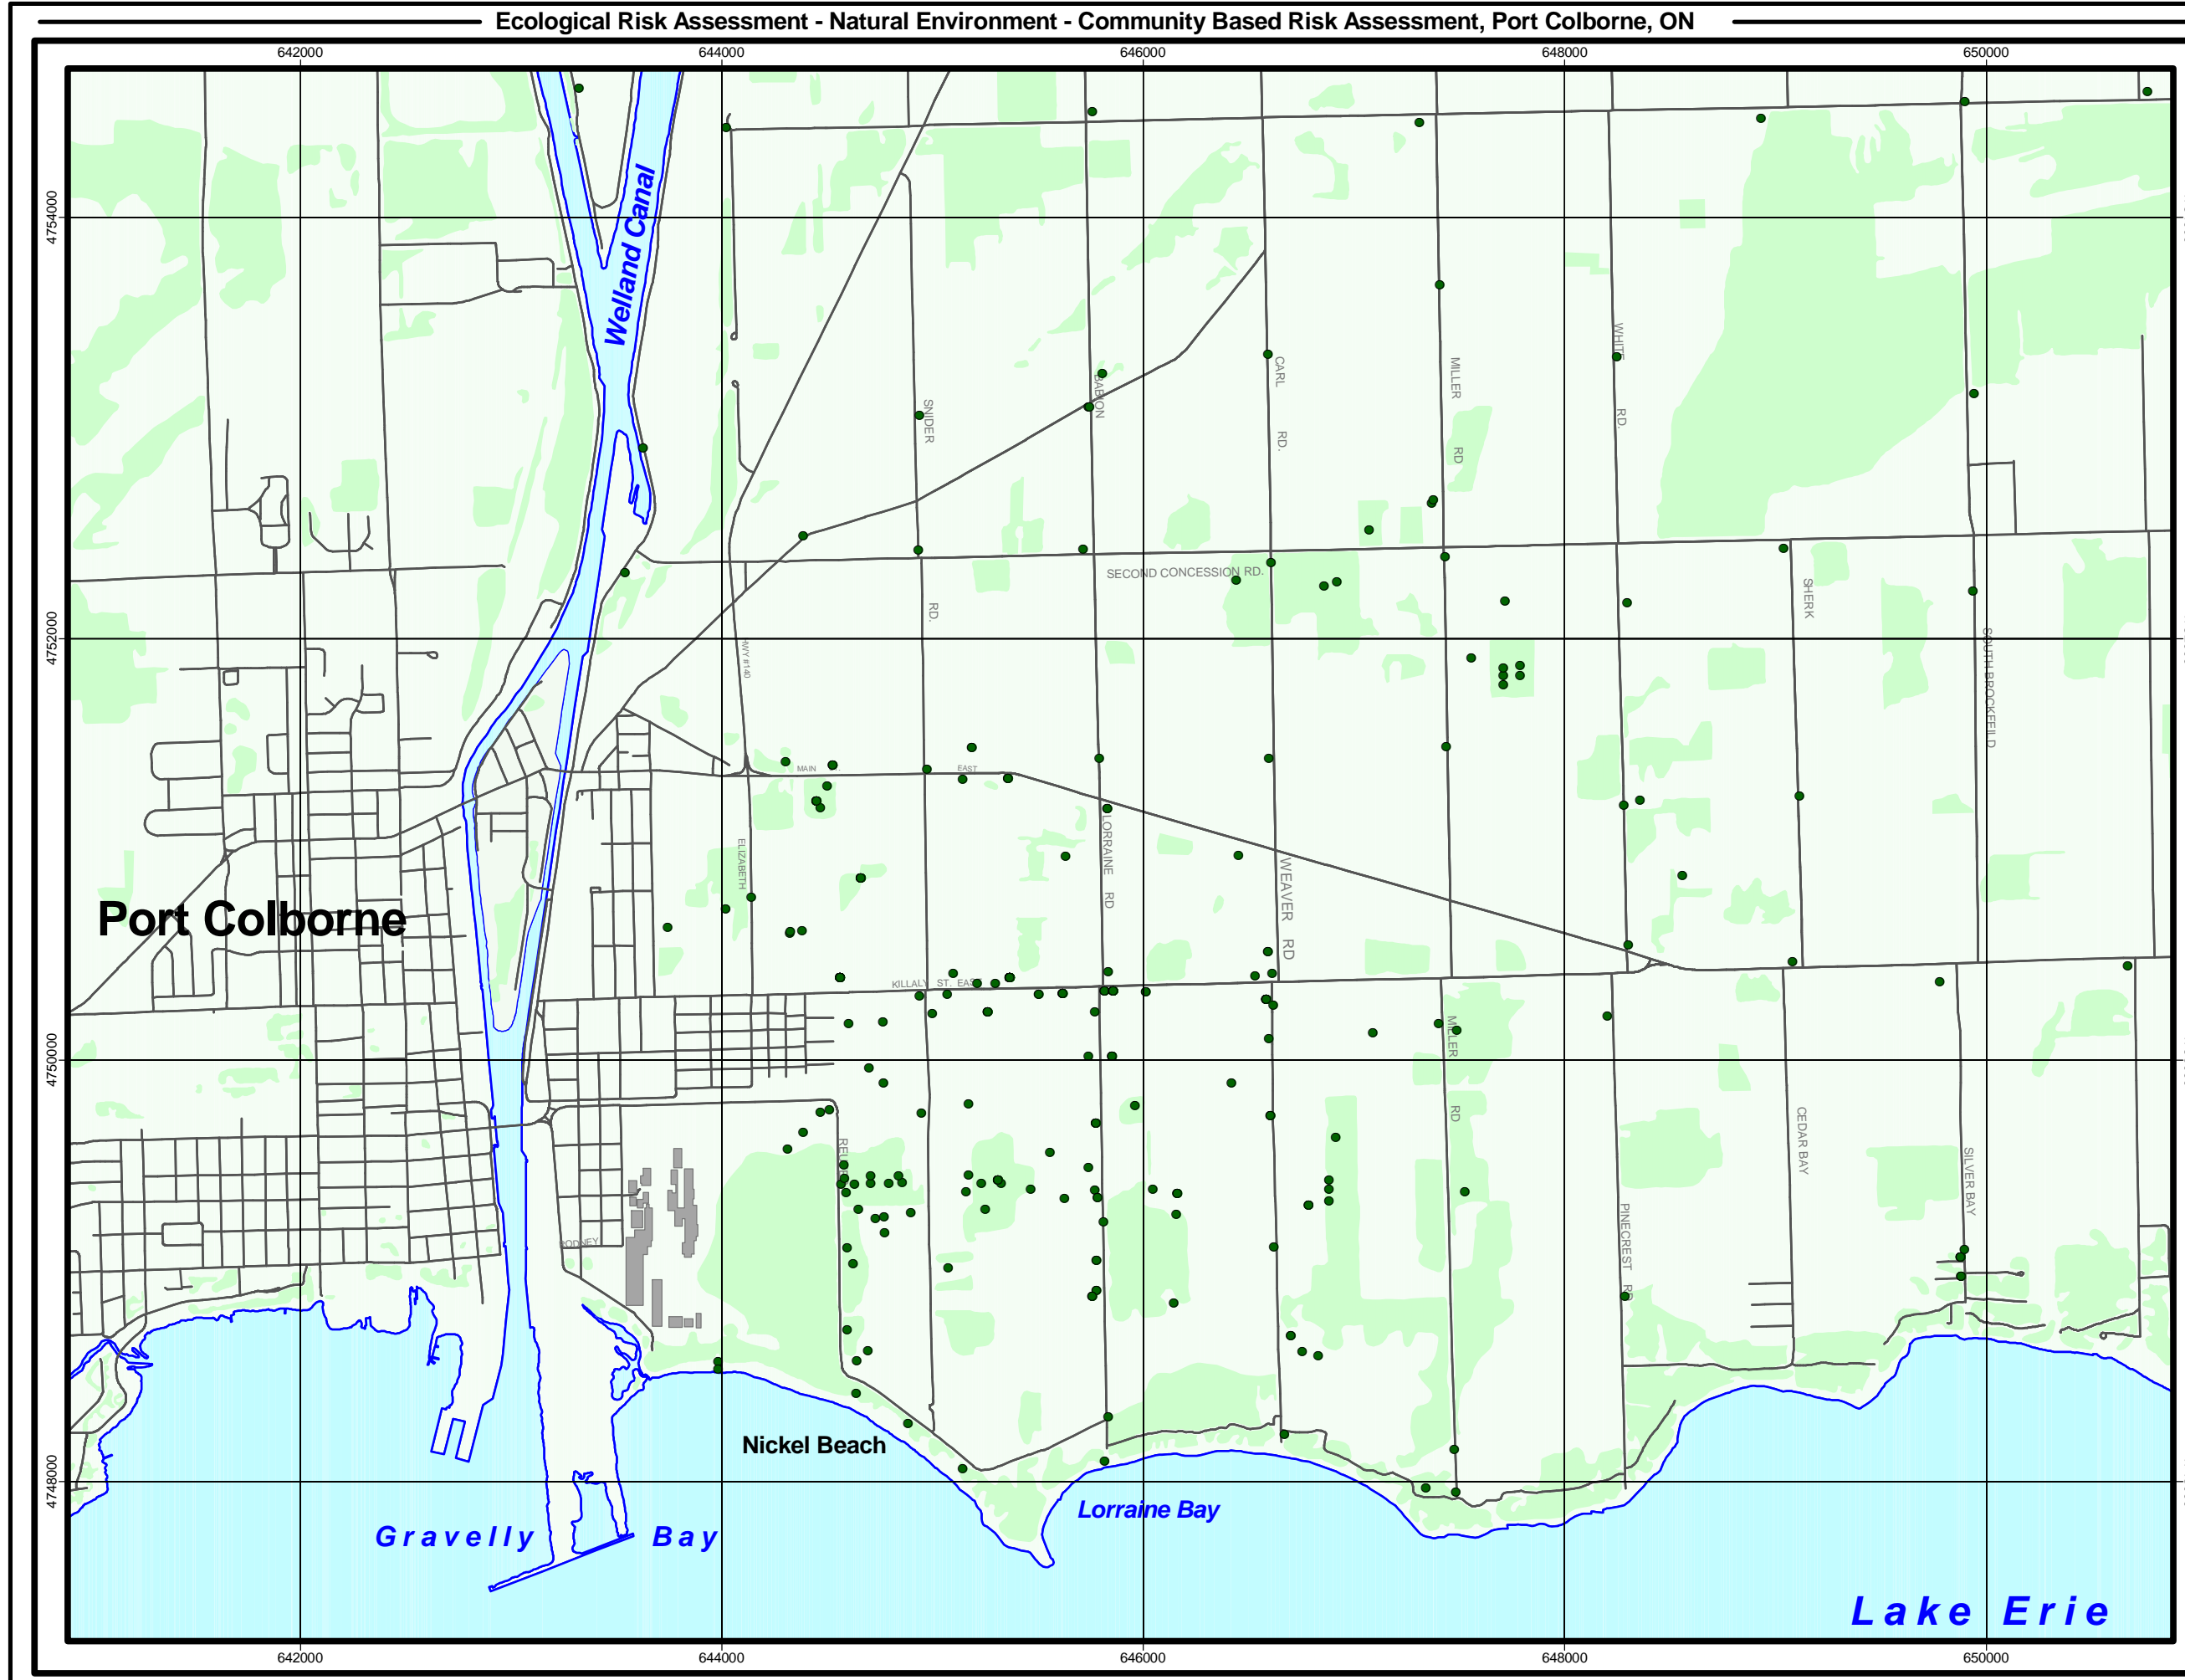 Ecological Risk Assessment - Natural Environment - Community Based Risk Assessment, Port Colborne, ON
642000 644000 646000 648000 650000
4754000
Welland Canal
WHITE
CARL
MILLER
BABION
SNIDER
RD.
RD.
RD
SECOND CONCESSION RD.
SHERK
RD.
4752000
SOUTH BROCKFEILD
HWY #140
MAIN
EAST
LORRAINE
ELIZABETH
WEAVER
RD
Port Colborne
RD
KILLALY ST. EAST
MILLER
4750000
RD
CEDAR BAY
SILVER BAY
PINECREST RD
RODNEY
Nickel Beach
4748000
Lorraine Bay
Gravelly Bay
Lake Erie
642000 644000 646000 648000 650000